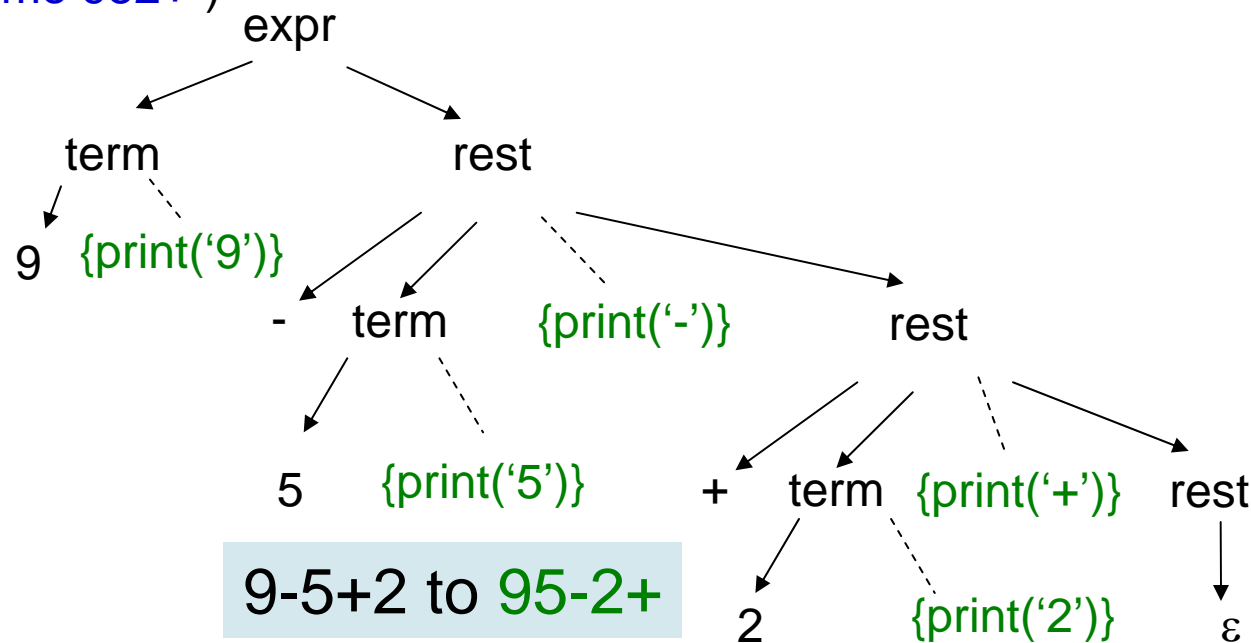 expr
term rest
9 {print(‘9’)}
- term {print(‘-’)} rest
5 {print(‘5’)} + term {print(‘+’)} rest
9-5+2 to 95-2+
2 {print(‘2’)} ε